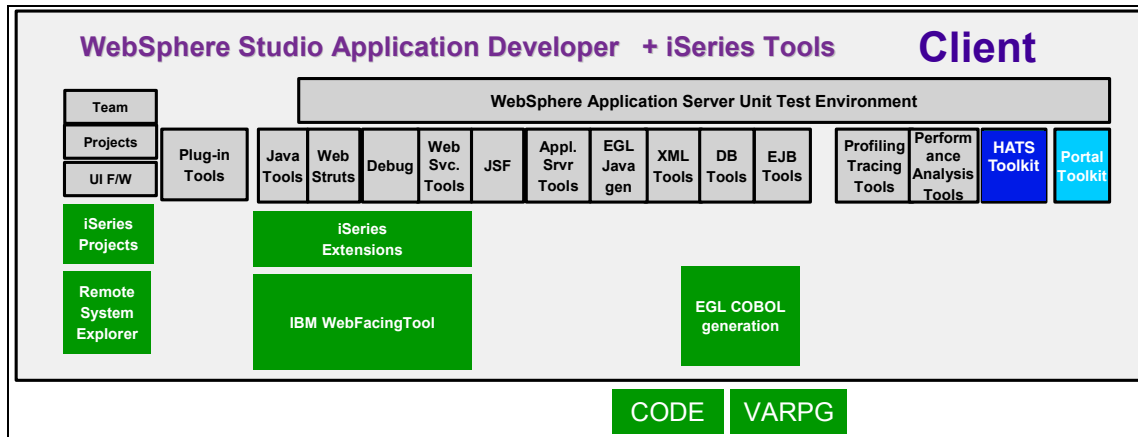 WebSphere Studio Application Developer + iSeries Tools
Client
WebSphere Application Server Unit Test Environment
Team
Projects
UI F/W
Plug-in
Tools
Java
Tools
Web
Struts
Debug
Web
Svc.
Tools
JSF
Appl.
Srvr
Tools
EGL
Java
gen
XML
Tools
DB
Tools
EJB
Tools
Profiling
Tracing
Tools
Perform
ance
Analysis
Tools
HATS
Toolkit
Portal
Toolkit
iSeries
Projects
iSeries
Extensions
Remote
System
Explorer
IBM WebFacingTool
EGL COBOL
generation
CODE
VARPG